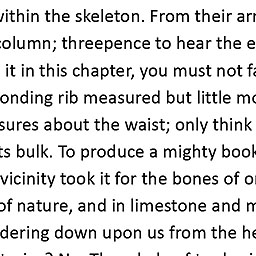 within the skeleton. From their arr
column; threepence to hear the e
it in this chapter, you must not fa
onding rib measured but little mo
sures about the waist; only think
ts bulk. To produce a mighty book
vicinity took it for the bones of o
of nature, and in limestone and m
dering down upon us from the he